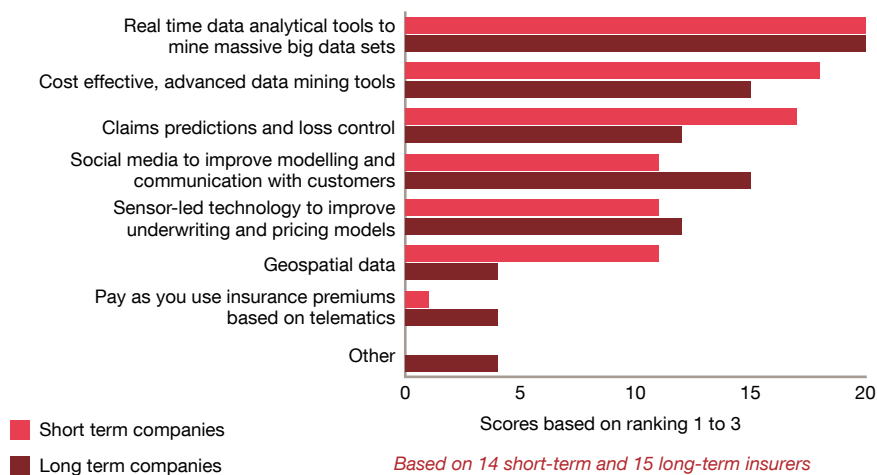 Real time data analytical tools to
mine massive big data sets
Cost effective, advanced data mining tools
Claims predictions and loss control
Social media to improve modelling and
communication with customers
Sensor-led technology to improve
underwriting and pricing models
Geospatial data
Pay as you use insurance premiums
based on telematics
Other
0 5 10 15 20
Scores based on ranking 1 to 3
Short term companies
Long term companies
Based on 14 short-term and 15 long-term insurers